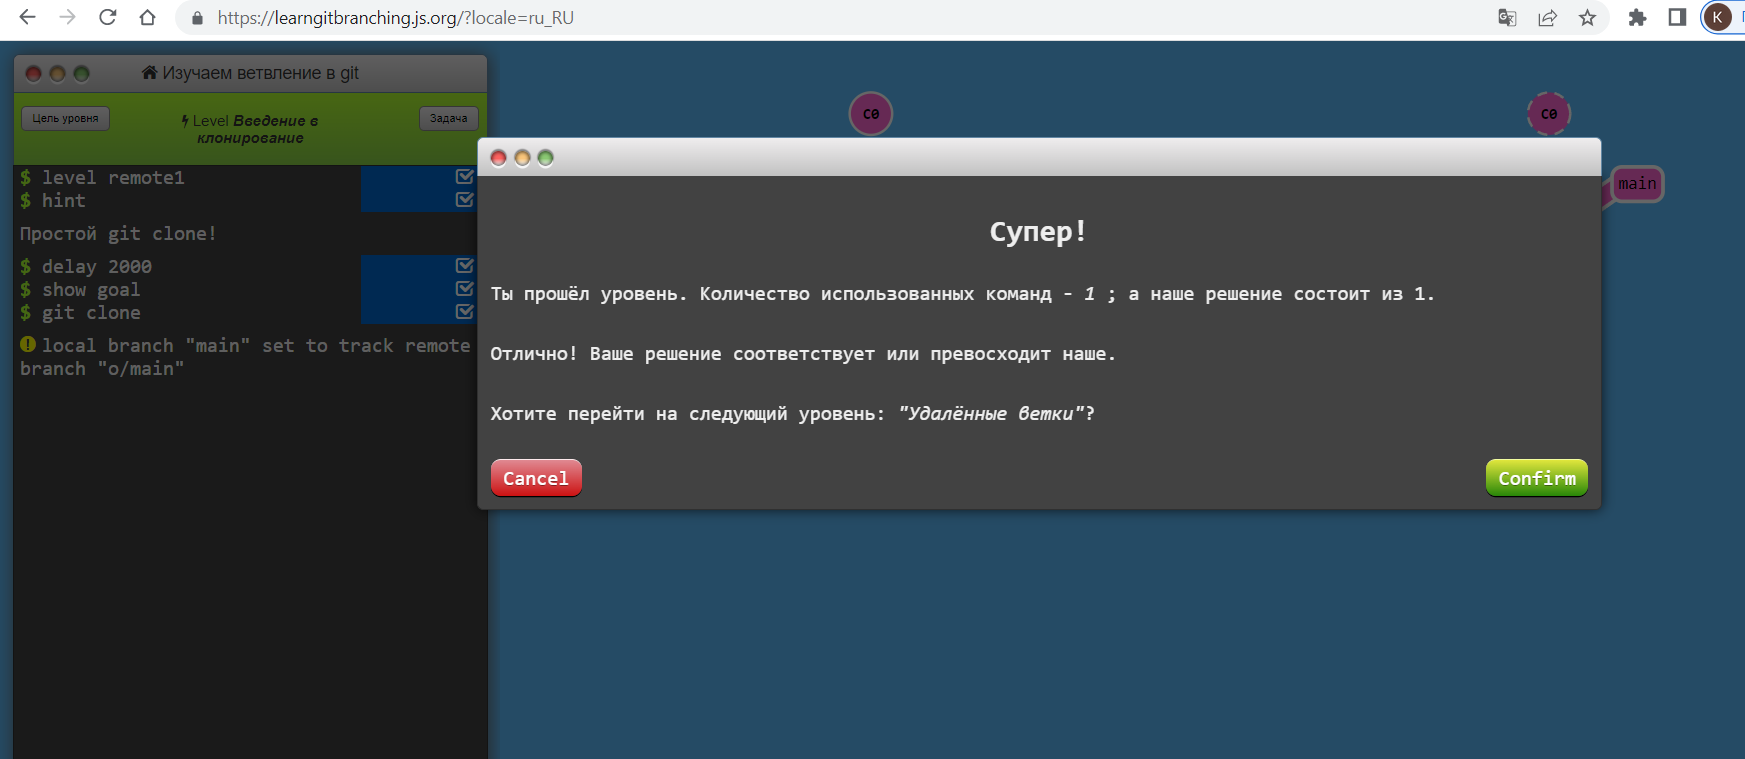 https://learngitbranching.js.org/?locale=ru_RU
K
Изучаем ветвление в git
Цель уровня
Level Введение в
клонирование
Задача
$ level remote1
$ hint
Простой git clone!
$ delay 2000
$ show goal
$ git clone
local branch "main" set to track remote
branch "o/main"
C0
C0
main
Супер!
Ты прошёл уровень. Количество использованных команд - 1 ; а наше решение состоит из 1.
Отлично! Ваше решение соответствует или превосходит наше.
Хотите перейти на следующий уровень: "Удалённые ветки"?
Cancel
Confirm